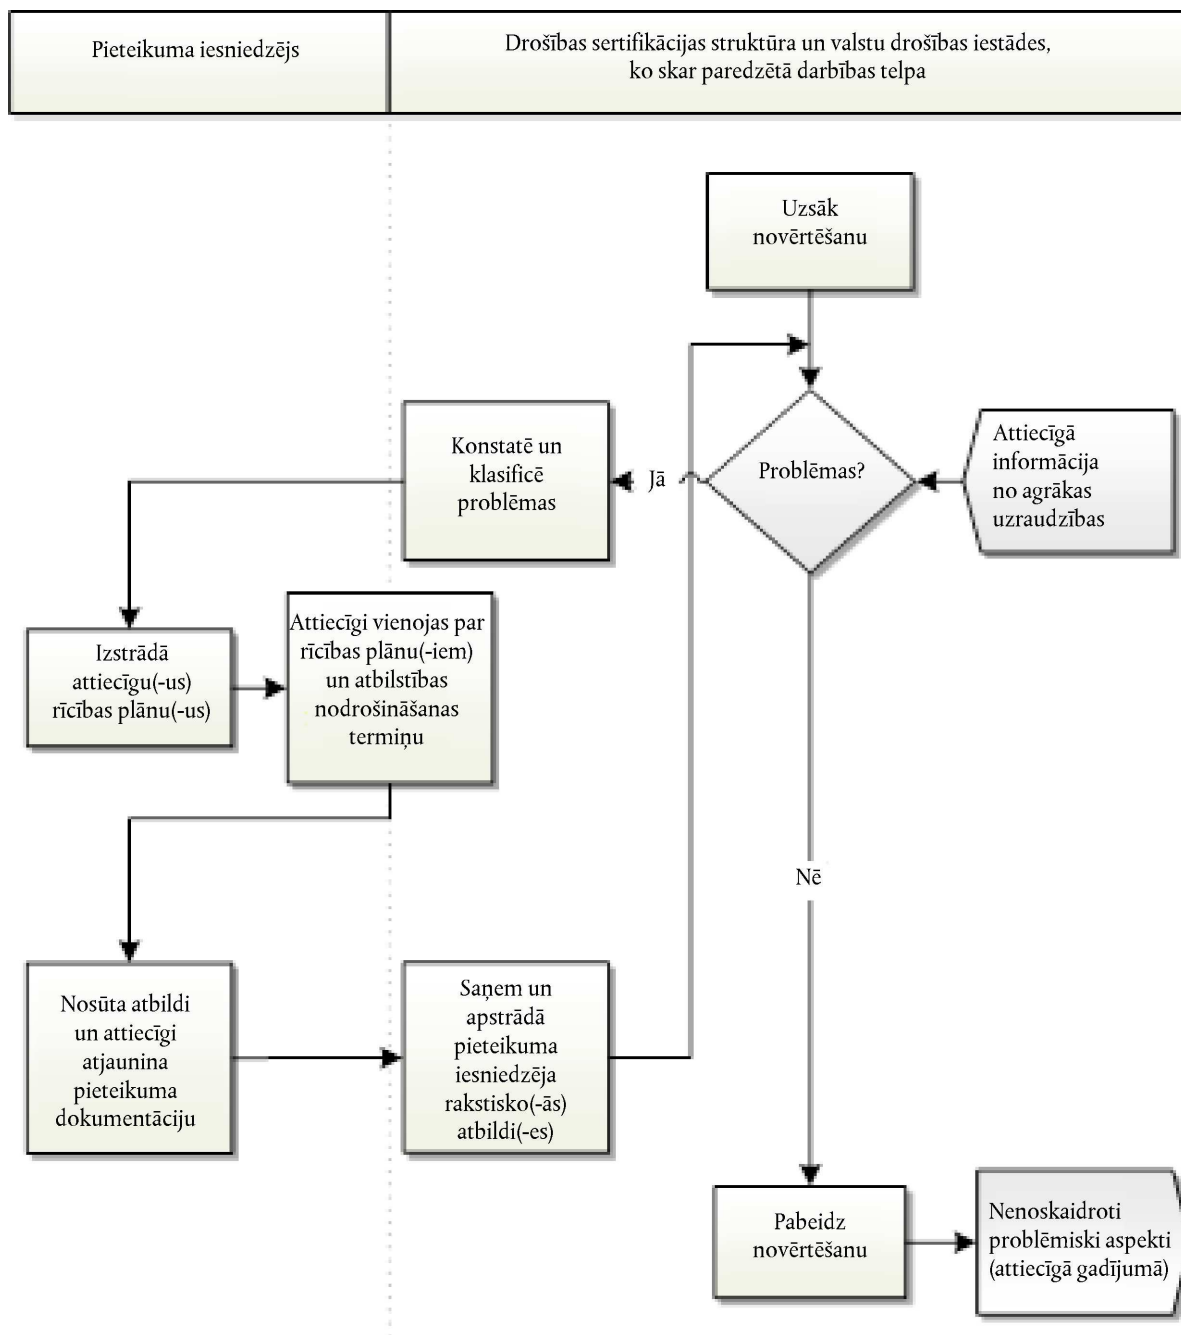 Pieteikuma iesniedzējs
Drošības sertifikācijas struktūra un valstu drošības iestādes,
ko skar paredzētā darbības telpa
Uzsāk
novērtēšanu
Problēmas?
Attiecīgā
informācija
no agrākas
uzraudzības
Jā
Konstatē un
klasificē
problēmas
Izstrādā
attiecīgu(-us)
rīcības plānu(-us)
Attiecīgi vienojas par
rīcības plānu(-iem)
un atbilstības
nodrošināšanas
termiņu
Nē
Nosūta atbildi
un attiecīgi
atjaunina
pieteikuma
dokumentāciju
Saņem un
apstrādā
pieteikuma
iesniedzēja
rakstisko(-ās)
atbildi(-es)
Pabeidz
novērtēšanu
Nenoskaidroti
problēmiski aspekti
(attiecīgā gadījumā)